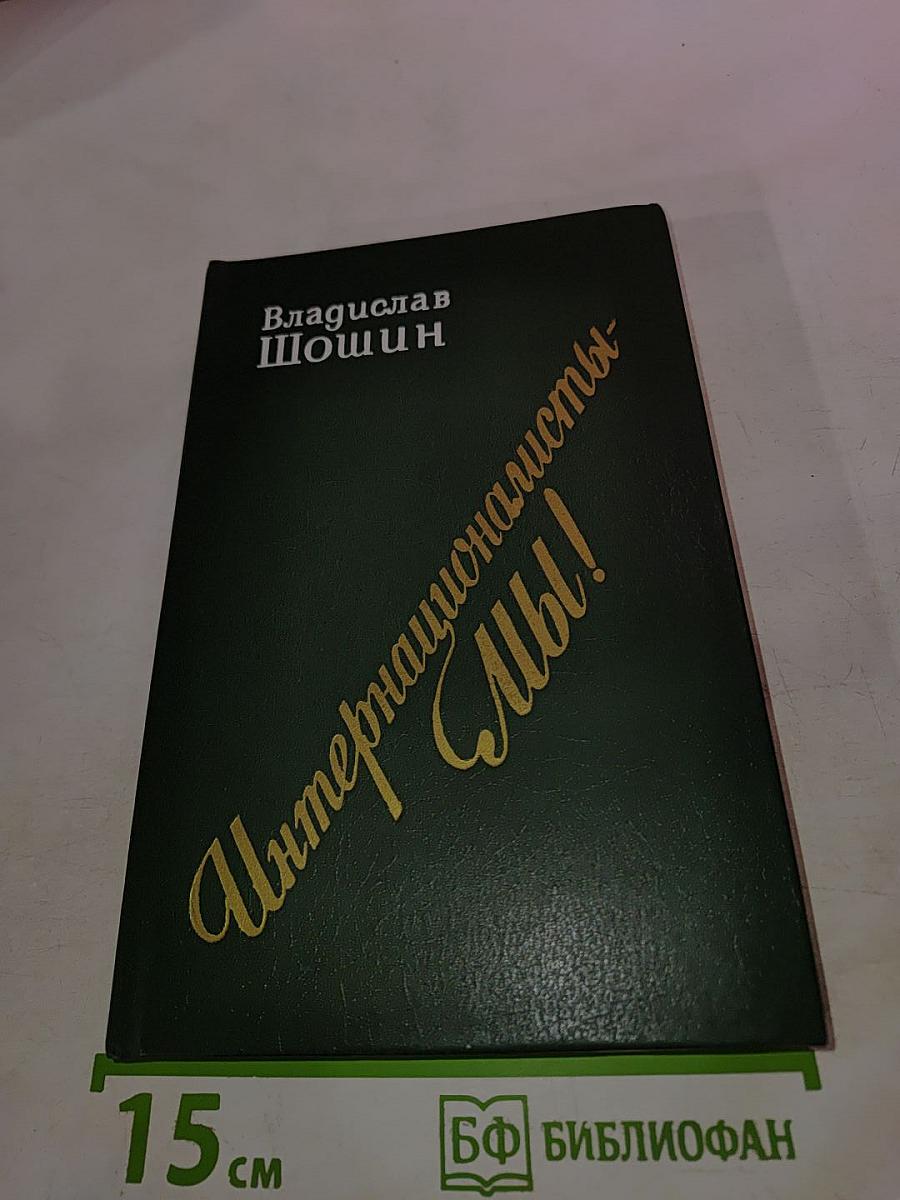 Владислав
Шошин
Интернационалисты-
мы!
15 см
БФ БИБЛИОФАН